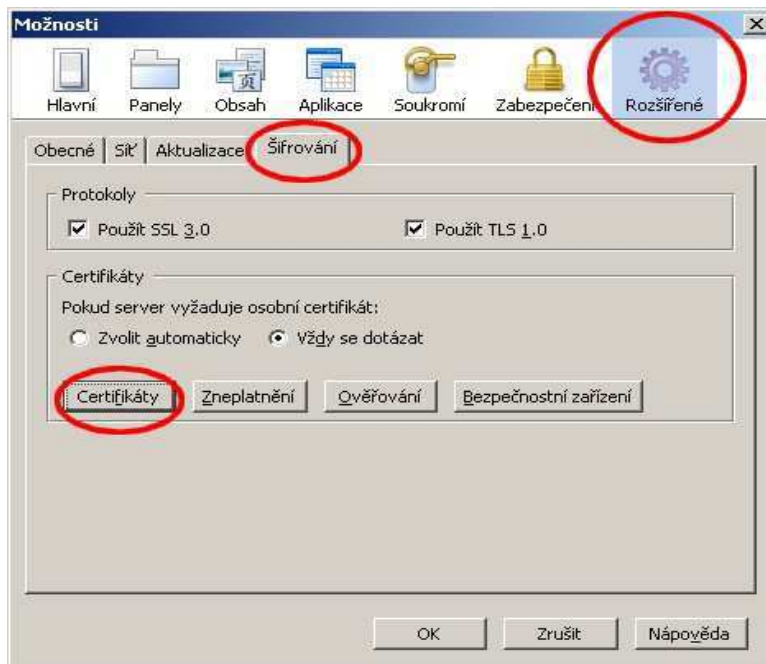 Možnosti
Hlavní Panely Obsah Aplikace Soukromí Zabezpečení Rozšířené
Obecné Síť Aktualizace Šifrování
Protokoly
Použít SSL 3.0 Použít TLS 1.0
Certifikáty
Pokud server vyžaduje osobní certifikát:
Zvolit automaticky Vždy se dotázat
Certifikáty Zneplatnění Ověřování Bezpečnostní zařízení
OK Zrušit Nápověda